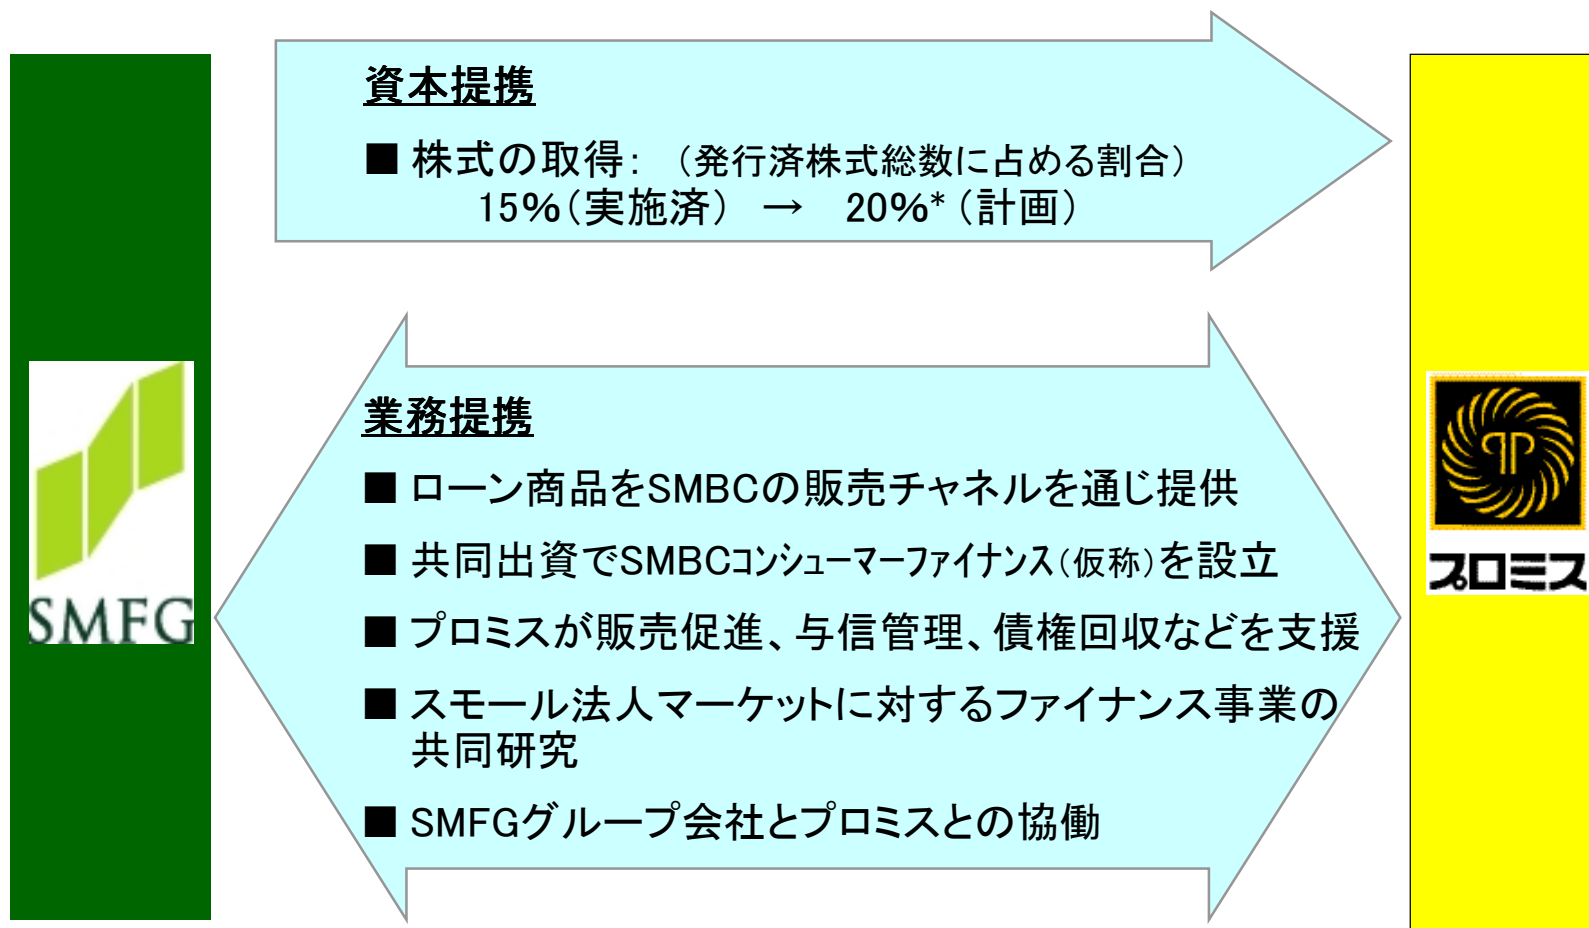 資本提携
■ 株式の取得： （発行済株式総数に占める割合）
15%（実施済） → 20%*（計画）
SMFG
プロミス
業務提携
■ ローン商品をSMBCの販売チャネルを通じ提供
■ 共同出資でSMBCコンシューマーファイナンス（仮称）を設立
■ プロミスが販売促進、与信管理、債権回収などを支援
■ スモール法人マーケットに対するファイナンス事業の
共同研究
■ SMFGグループ会社とプロミスとの協働